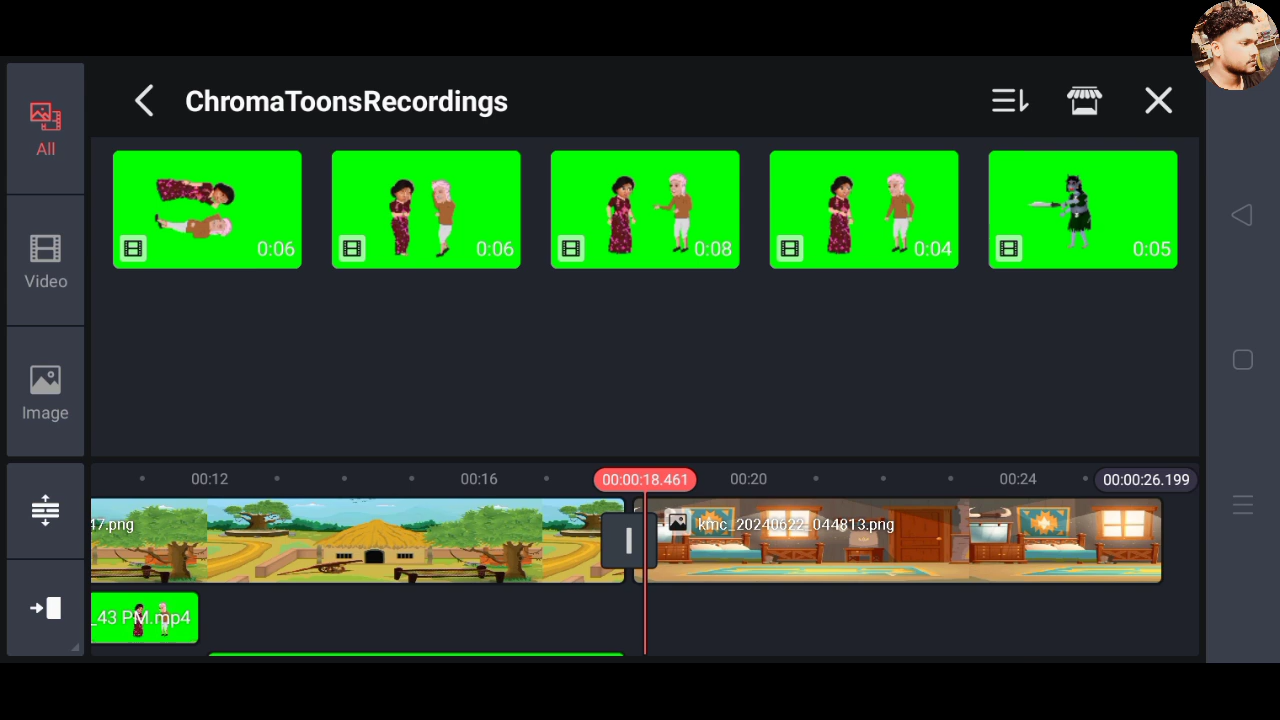 ChromaToonsRecordings
All
Video
Image
0:06
0:06
0:08
0:04
0:05
00:12
00:16
00:00:18.461
00:20
00:24
00:00:26.199
47.png
kmc_20240622_044813.png
_43 PM.mp4